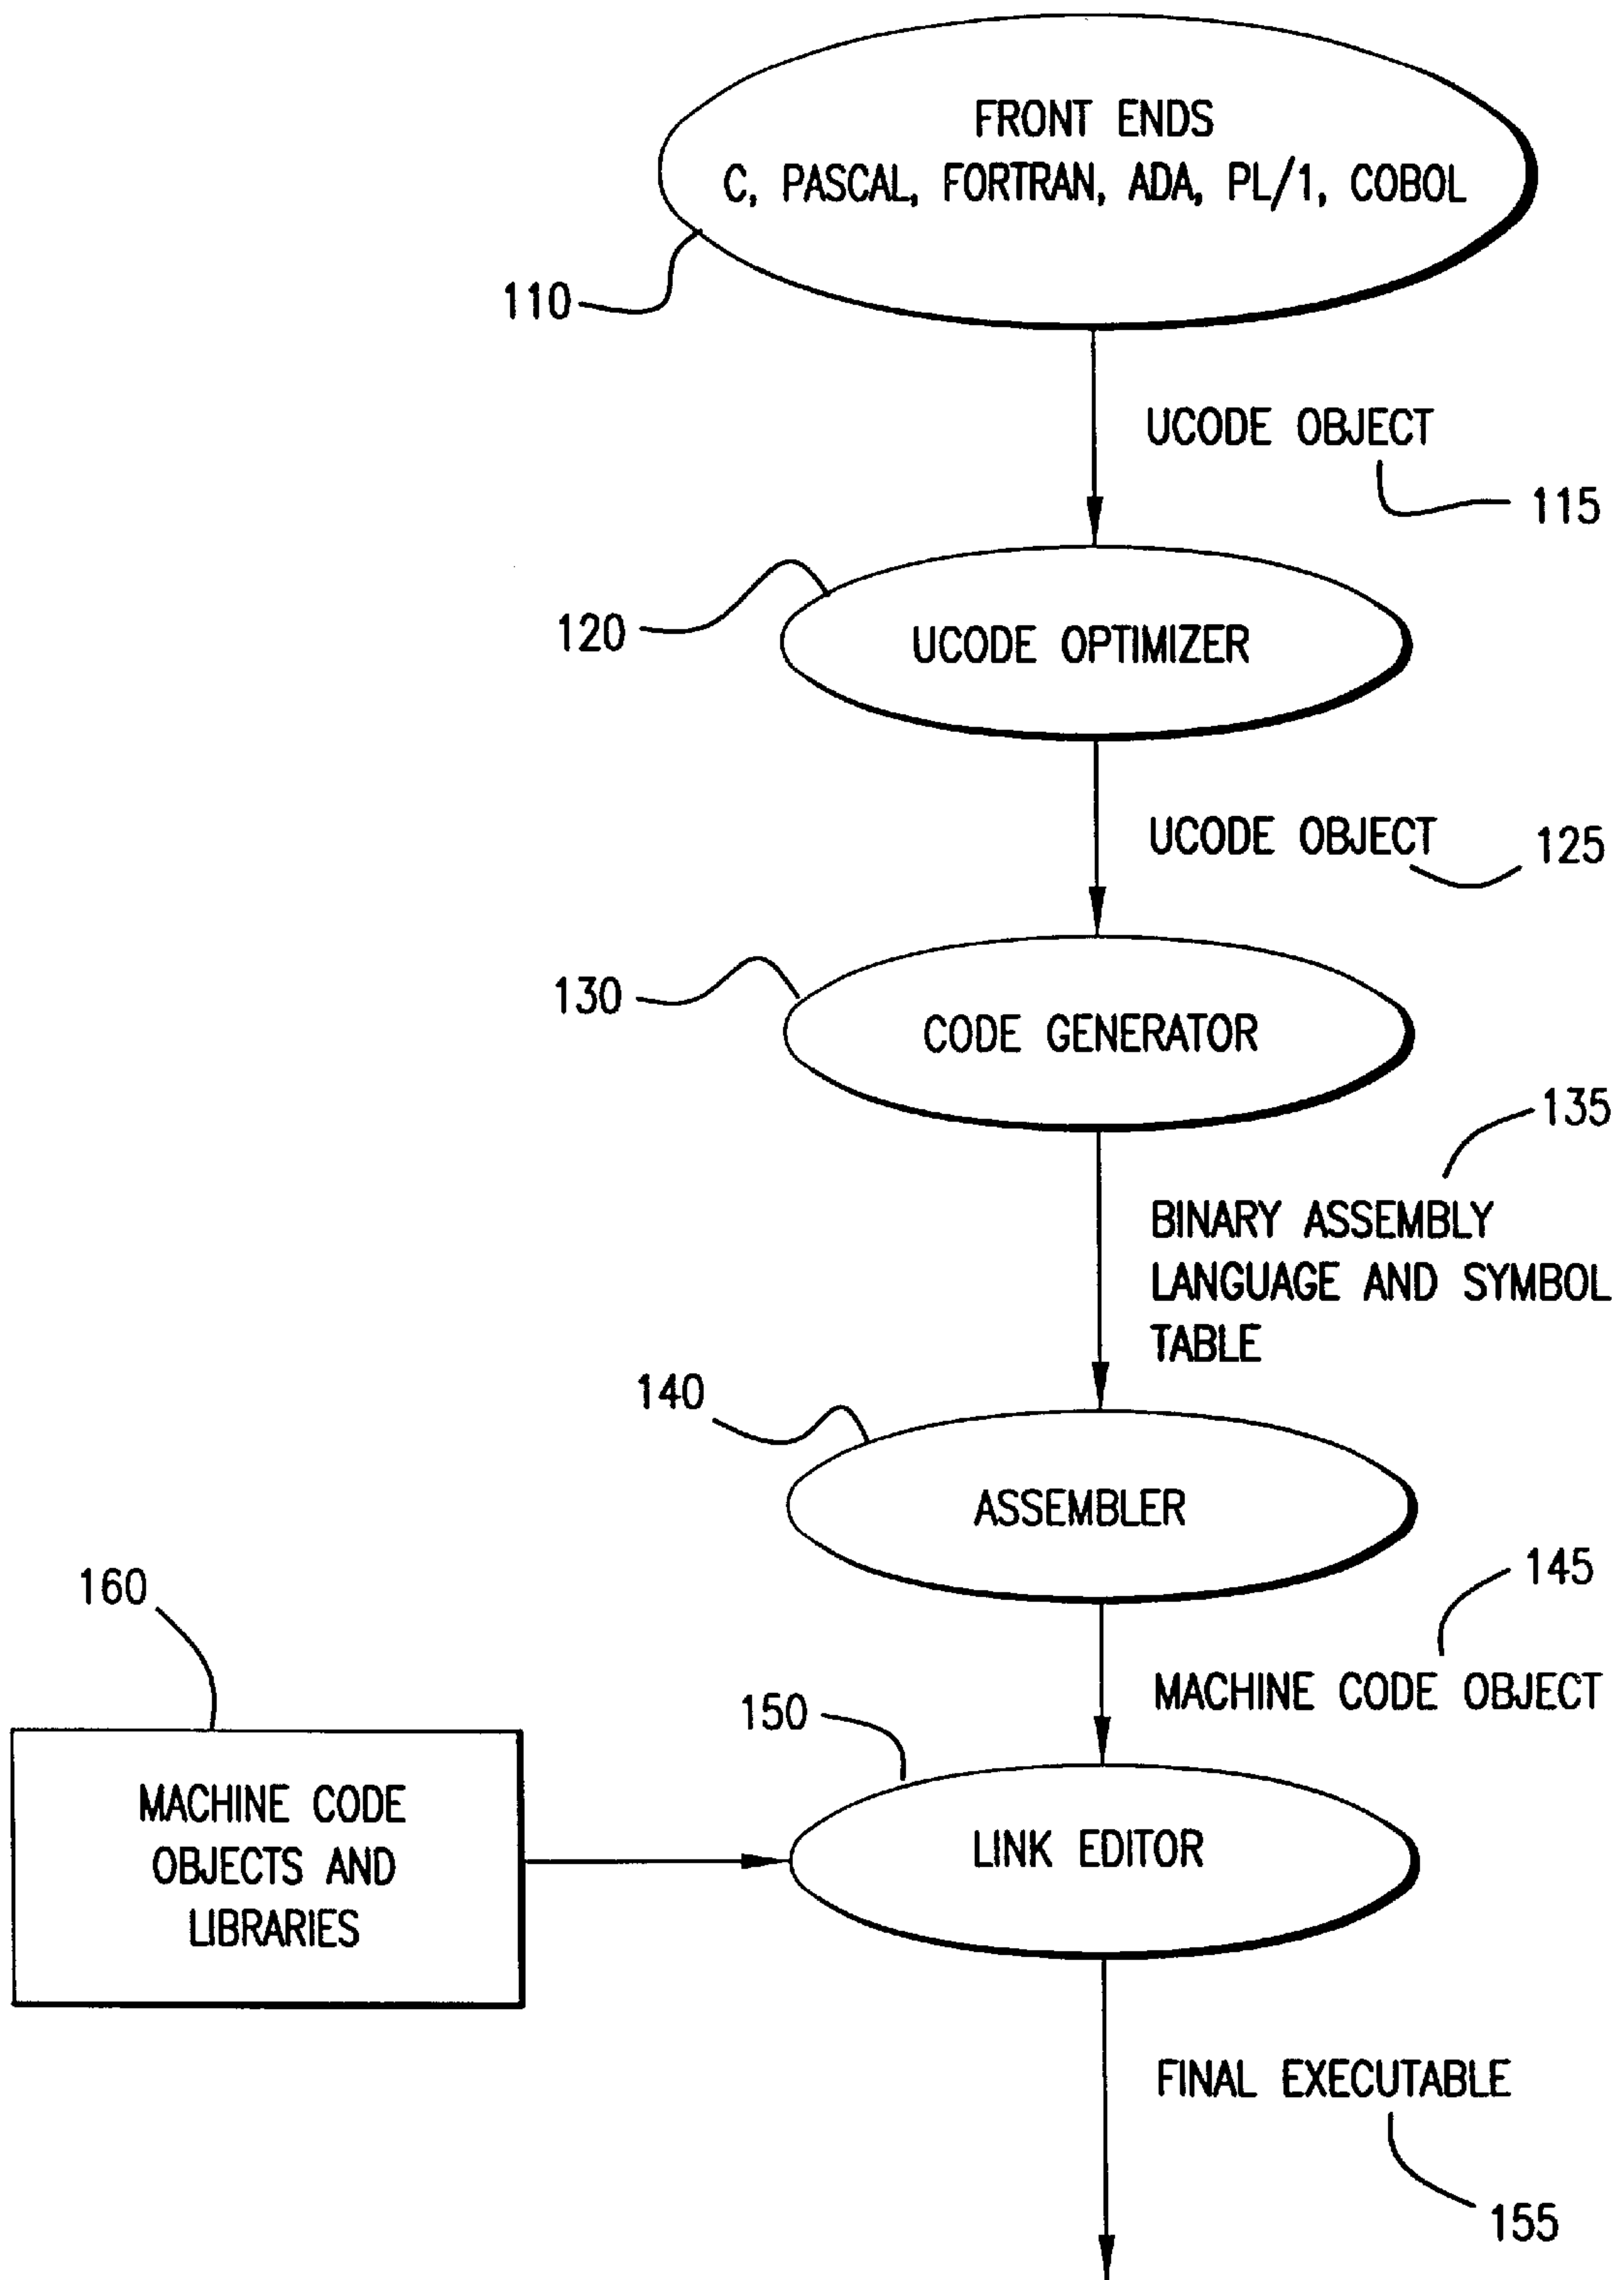 FRONT ENDS
C, PASCAL, FORTRAN, ADA, PL/1, COBOL
110
UCODE OBJECT
115
120
UCODE OPTIMIZER
UCODE OBJECT
125
130
CODE GENERATOR
135
BINARY ASSEMBLY
LANGUAGE AND SYMBOL
TABLE
140
ASSEMBLER
145
MACHINE CODE OBJECT
160
150
MACHINE CODE
OBJECTS AND
LIBRARIES
LINK EDITOR
FINAL EXECUTABLE
155